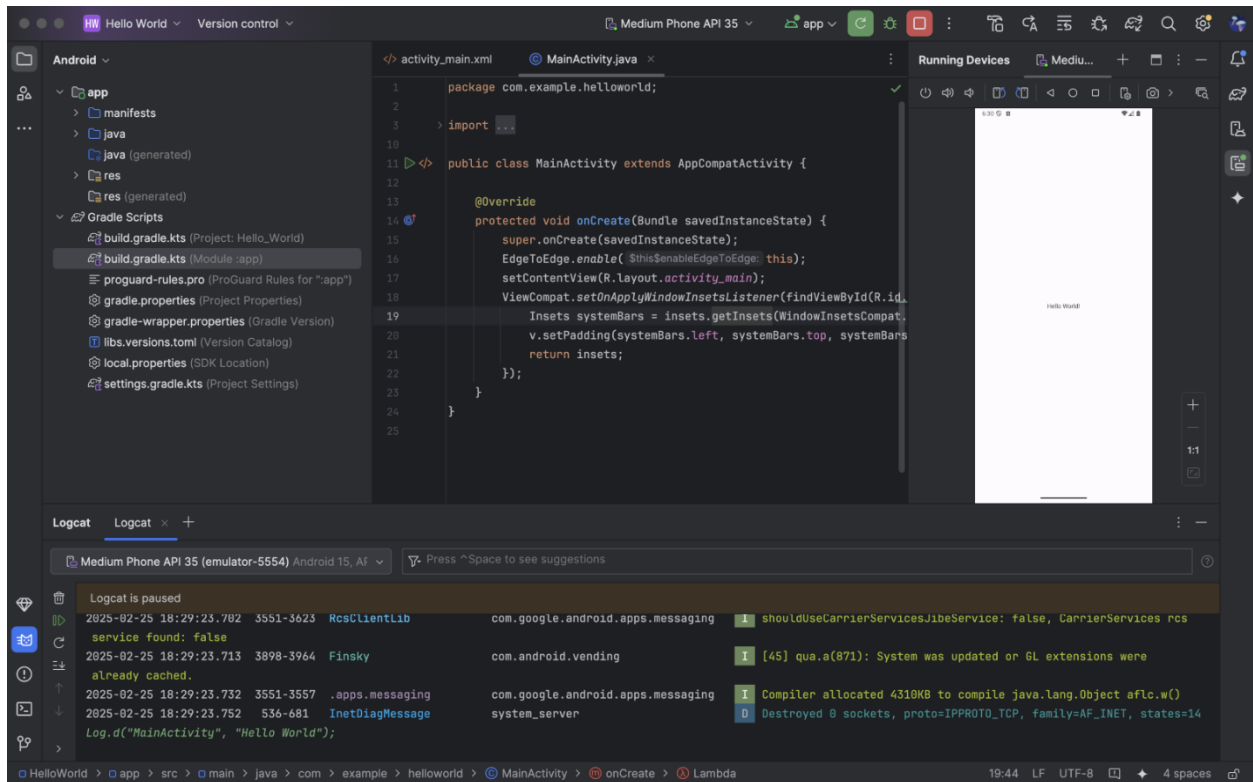 HW Hello World Version control Medium Phone API 35 app
Android
app
manifests
java
java (generated)
res
res (generated)
Gradle Scripts
build.gradle.kts (Project: Hello_World)
build.gradle.kts (Module :app)
proguard-rules.pro (ProGuard Rules for ":app")
gradle.properties (Project Properties)
gradle-wrapper.properties (Gradle Version)
libs.versions.toml (Version Catalog)
local.properties (SDK Location)
settings.gradle.kts (Project Settings)
activity_main.xml MainActivity.java
1 package com.example.helloworld;
2
3 import ...
10
11 public class MainActivity extends AppCompatActivity {
12
13 @Override
14 protected void onCreate(Bundle savedInstanceState) {
15 super.onCreate(savedInstanceState);
16 EdgeToEdge.enable( $this$enableEdgeToEdge: this);
17 setContentView(R.layout.activity_main);
18 ViewCompat.setOnApplyWindowInsetsListener(findViewById(R.id.
19 Insets systemBars = insets.getInsets(WindowInsetsCompat.
20 v.setPadding(systemBars.left, systemBars.top, systemBars
21 return insets;
22 });
23 }
24 }
25
Running Devices Mediu...
6:30
Hello World!
1:1
Logcat Logcat
Medium Phone API 35 (emulator-5554) Android 15, AF
Press ^Space to see suggestions
Logcat is paused
2025-02-25 18:29:23.702 3551-3623 RcsClientLib com.google.android.apps.messaging I shouldUseCarrierServicesJibeService: false, CarrierServices rcs
service found: false
2025-02-25 18:29:23.713 3898-3964 Finsky com.android.vending I [45] qua.a(871): System was updated or GL extensions were
already cached.
2025-02-25 18:29:23.732 3551-3557 .apps.messaging com.google.android.apps.messaging I Compiler allocated 4310KB to compile java.lang.Object aflc.w()
2025-02-25 18:29:23.752 536-681 InetDiagMessage system_server D Destroyed 0 sockets, proto=IPPROTO_TCP, family=AF_INET, states=14
Log.d("MainActivity", "Hello World");
HelloWorld > app > src > main > java > com > example > helloworld > MainActivity > onCreate > Lambda 19:44 LF UTF-8 4 spaces